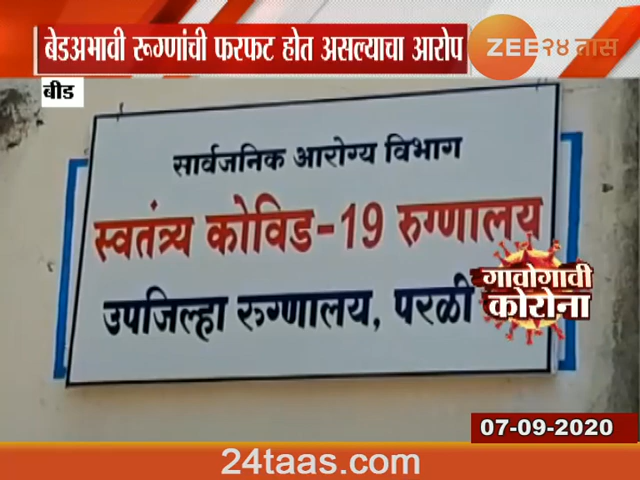 बेडअभावी रूग्णांची फरफट होत असल्याचा आरोप
ZEE २४ तास
बीड
सार्वजनिक आरोग्य विभाग
स्वतंत्र्य कोविड-19 रुग्णालय
उपजिल्हा रुग्णालय, परळी
गावोगावी
कोरोना
07-09-2020
24taas.com